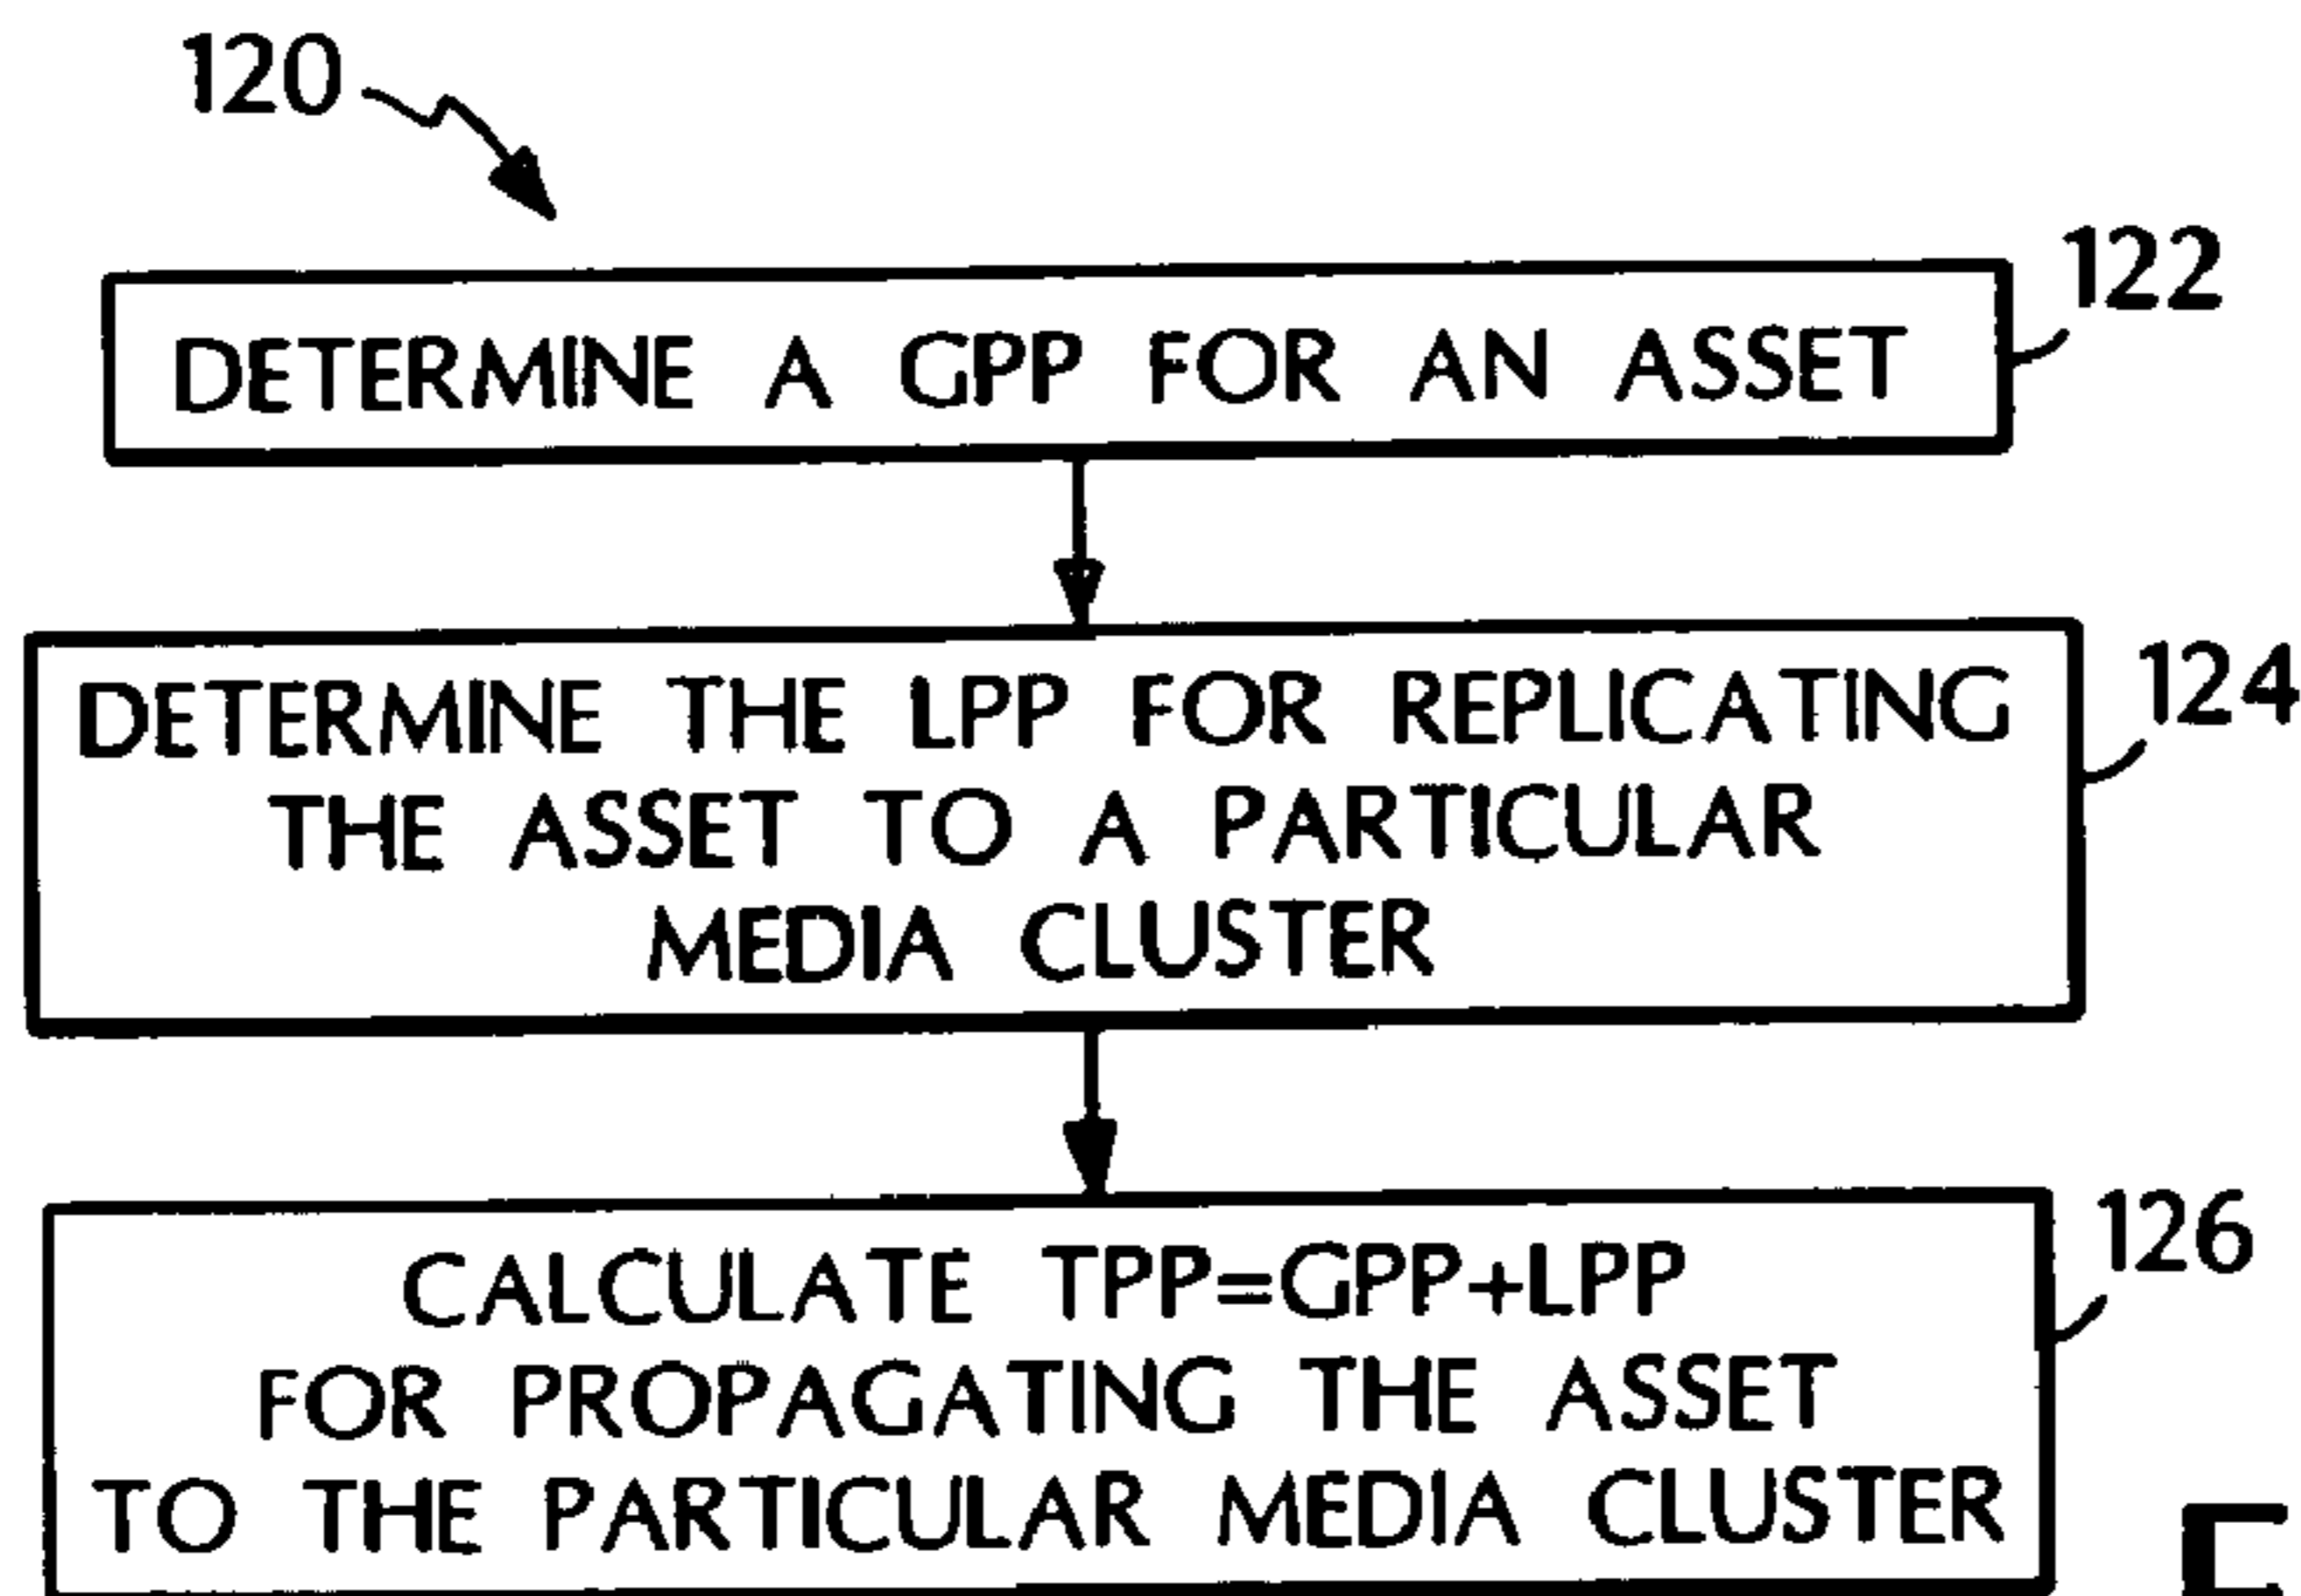 120
122
DETERMINE A GPP FOR AN ASSET
124
DETERMINE THE LPP FOR REPLICATING
THE ASSET TO A PARTICULAR
MEDIA CLUSTER
126
CALCULATE TPP=GPP+LPP
FOR PROPAGATING THE ASSET
TO THE PARTICULAR MEDIA CLUSTER